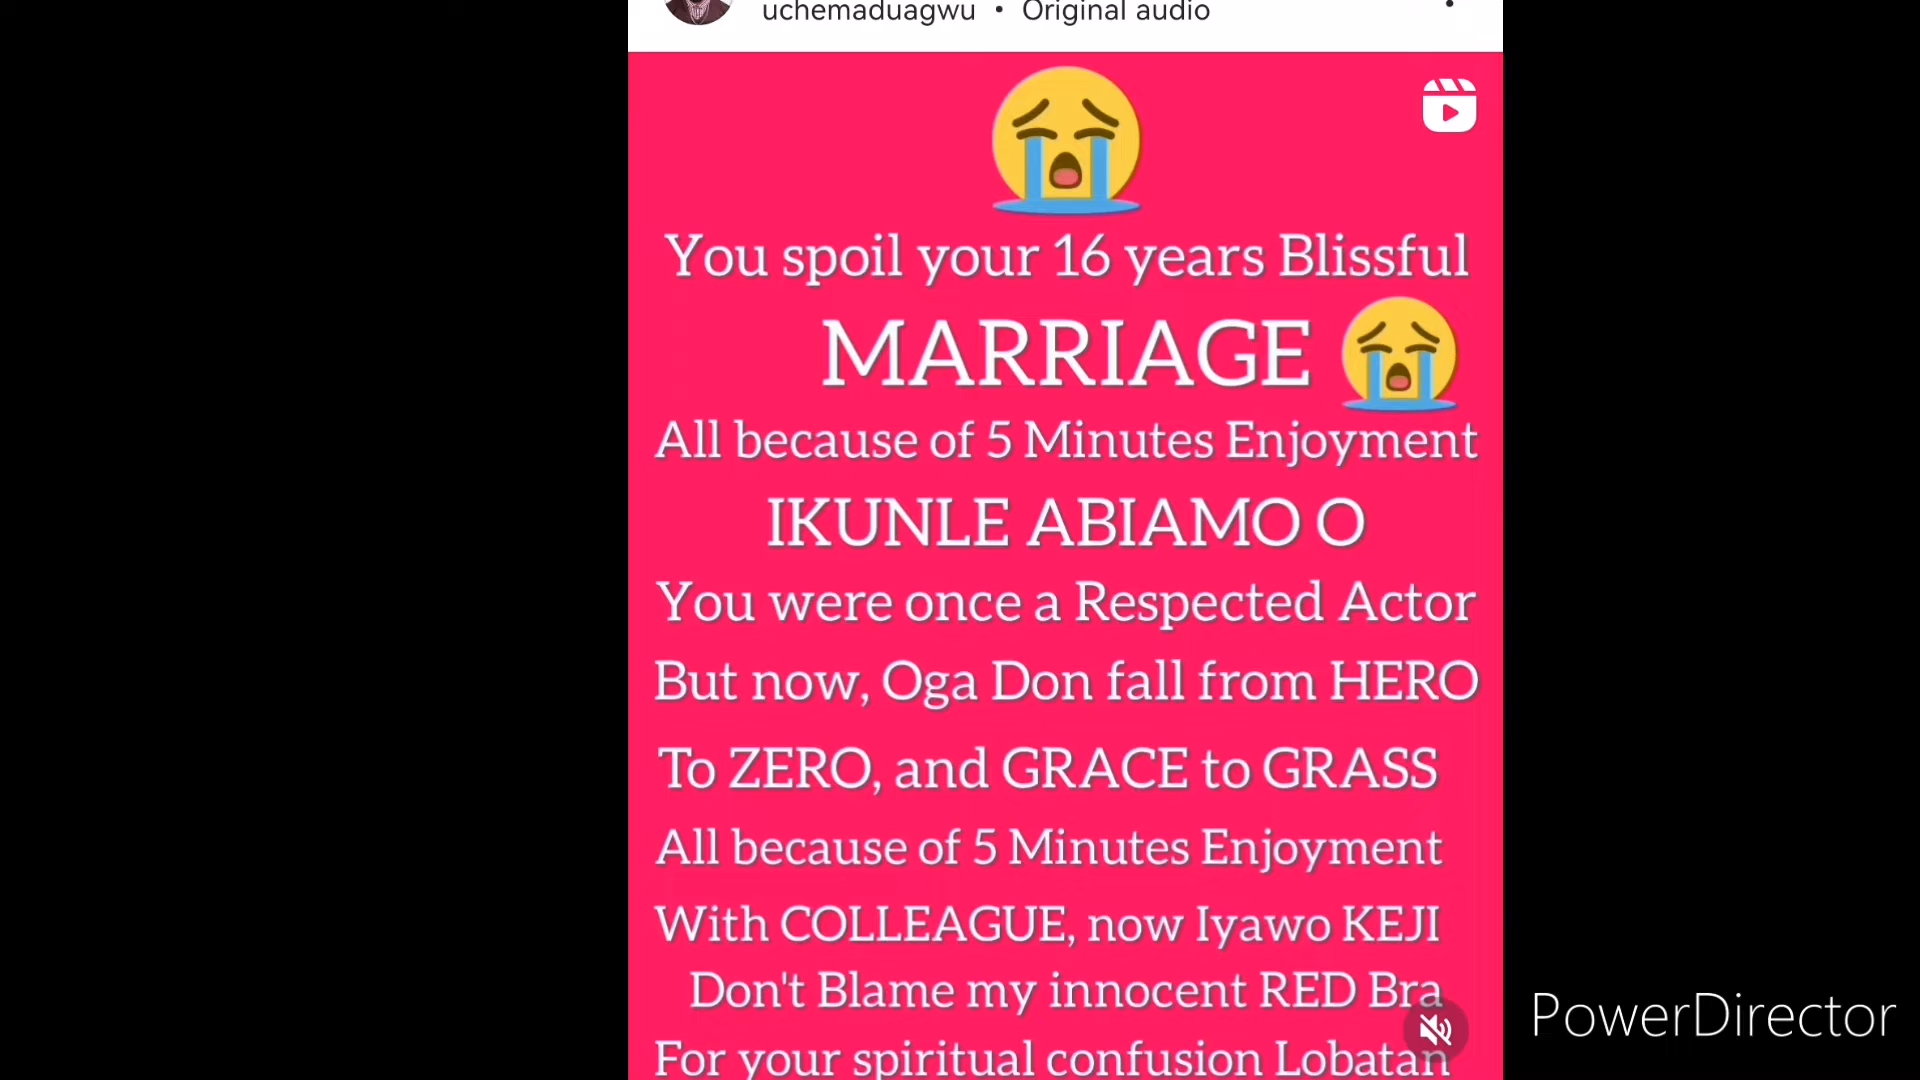 uchemaduagwu • Original audio
You spoil your 16 years Blissful
MARRIAGE
All because of 5 Minutes Enjoyment
IKUNLE ABIAMO O
You were once a Respected Actor
But now, Oga Don fall from HERO
To ZERO, and GRACE to GRASS
All because of 5 Minutes Enjoyment
With COLLEAGUE, now Iyawo KEJI
Don't Blame my innocent RED Bra
For your spiritual confusion Lobatan
PowerDirector